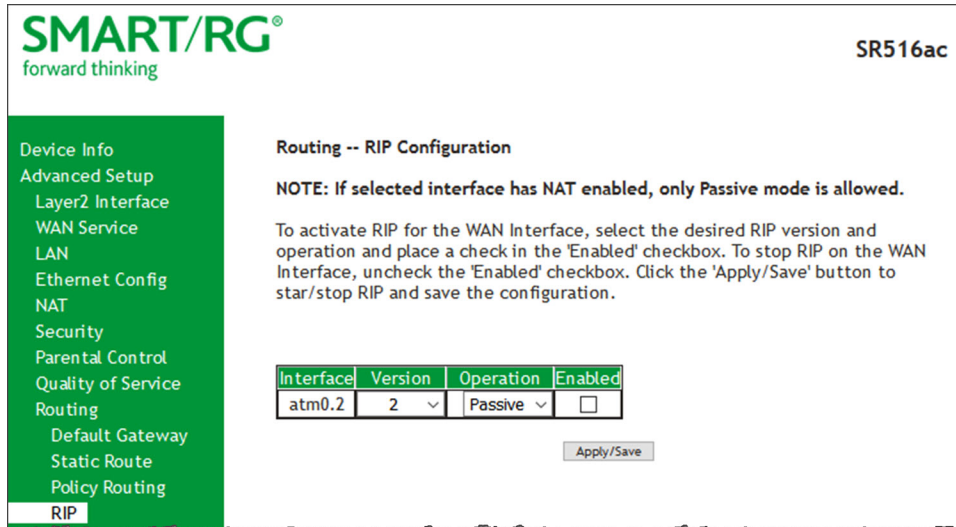 SMART/RG®
forward thinking
SR516ac
Device Info
Advanced Setup
Layer2 Interface
WAN Service
LAN
Ethernet Config
NAT
Security
Parental Control
Quality of Service
Routing
Default Gateway
Static Route
Policy Routing
RIP
Routing -- RIP Configuration
NOTE: If selected interface has NAT enabled, only Passive mode is allowed.
To activate RIP for the WAN Interface, select the desired RIP version and
operation and place a check in the 'Enabled' checkbox. To stop RIP on the WAN
Interface, uncheck the 'Enabled' checkbox. Click the 'Apply/Save' button to
star/stop RIP and save the configuration.
Interface Version Operation Enabled
atm0.2 2 Passive
Apply/Save